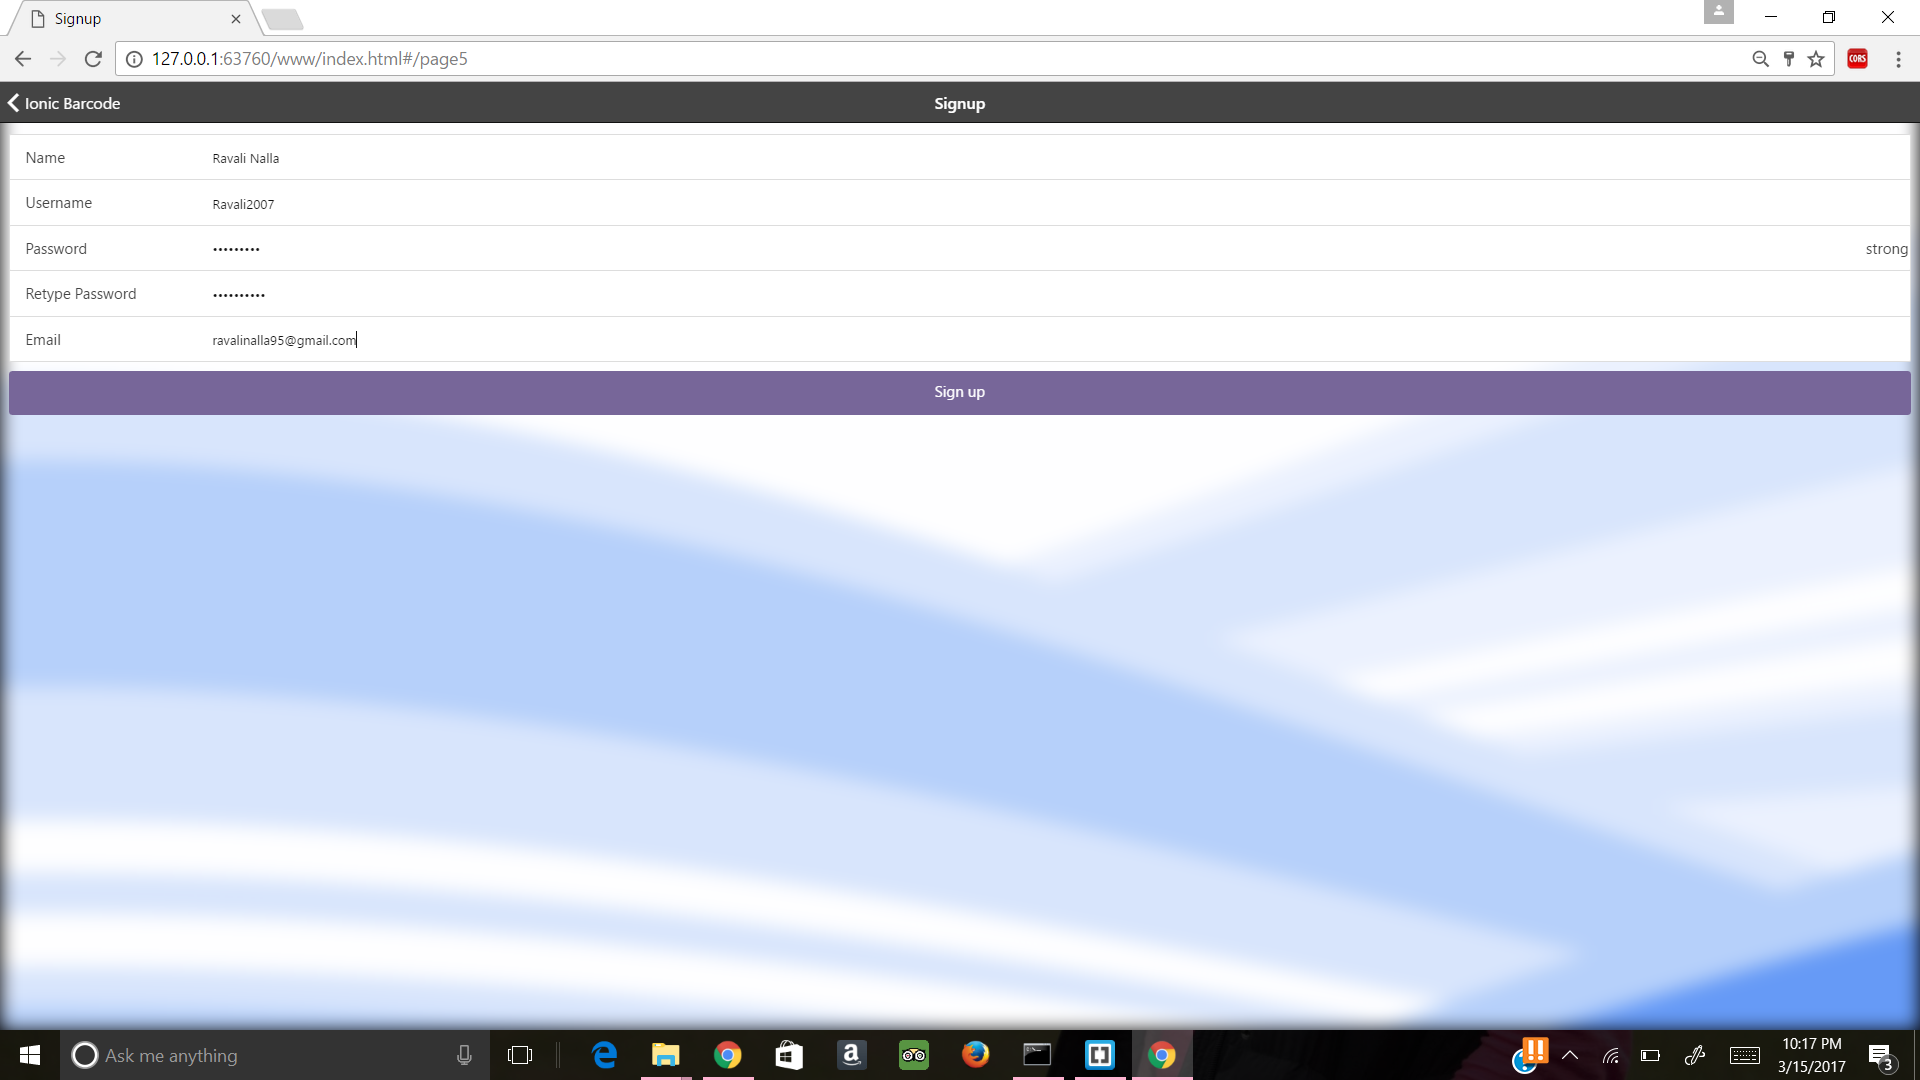 Signup
127.0.0.1:63760/www/index.html#/page5
CORS
Ionic Barcode
Signup
Name Ravali Nalla
Username Ravali2007
Password ••••••••• strong
Retype Password ••••••••••
Email ravalinalla95@gmail.com
Sign up
Ask me anything
10:17 PM
3/15/2017
3